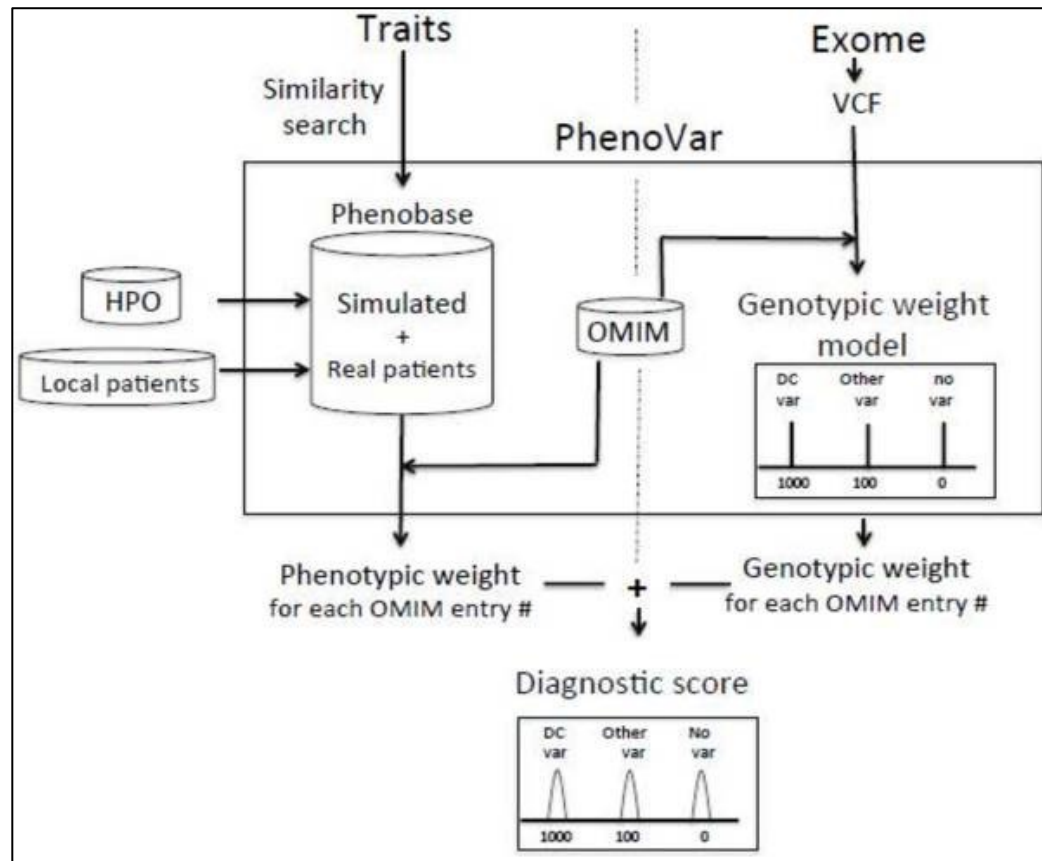 Traits
Exome
Similarity
search
VCF
PhenoVar
Phenobase
HPO
Simulated
+
Real patients
Local patients
OMIM
Genotypic weight
model
DC Other no
var var var
1000 100 0
Phenotypic weight
for each OMIM entry #
+
Genotypic weight
for each OMIM entry #
Diagnostic score
DC Other No
var var var
1000 100 0